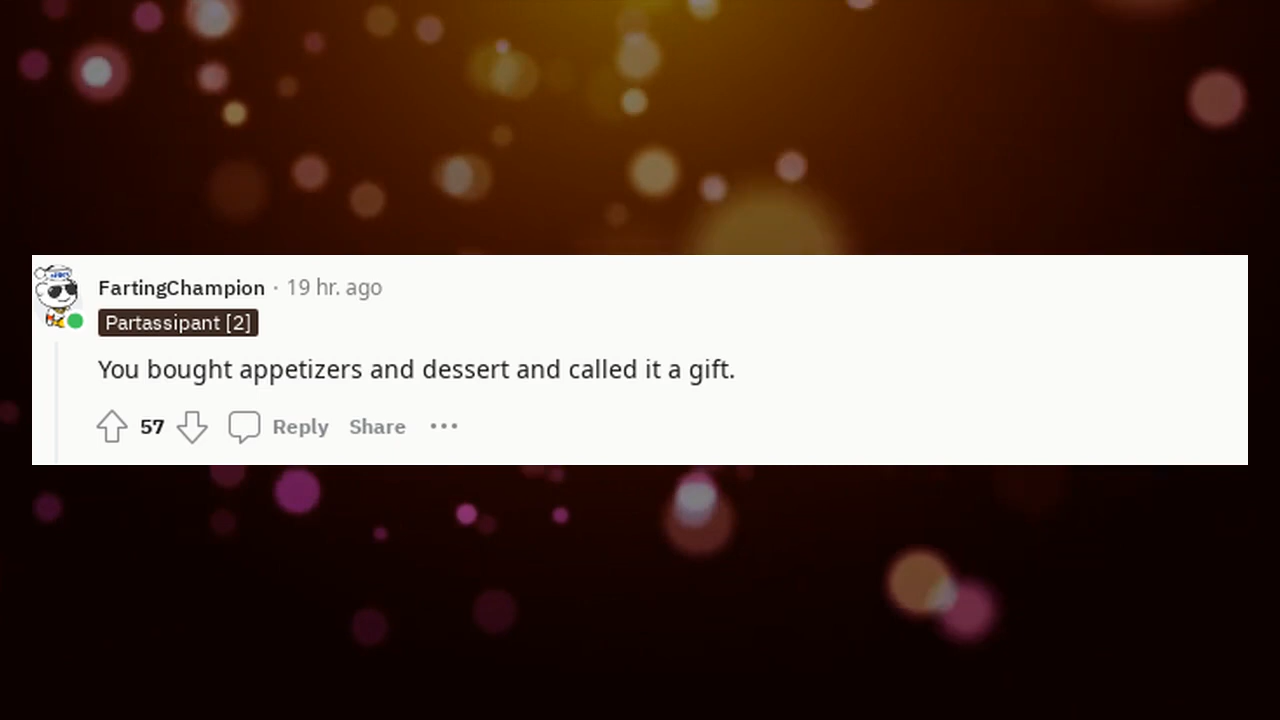 FartingChampion · 19 hr. ago
Partassipant [2]
You bought appetizers and dessert and called it a gift.
57 Reply Share ···